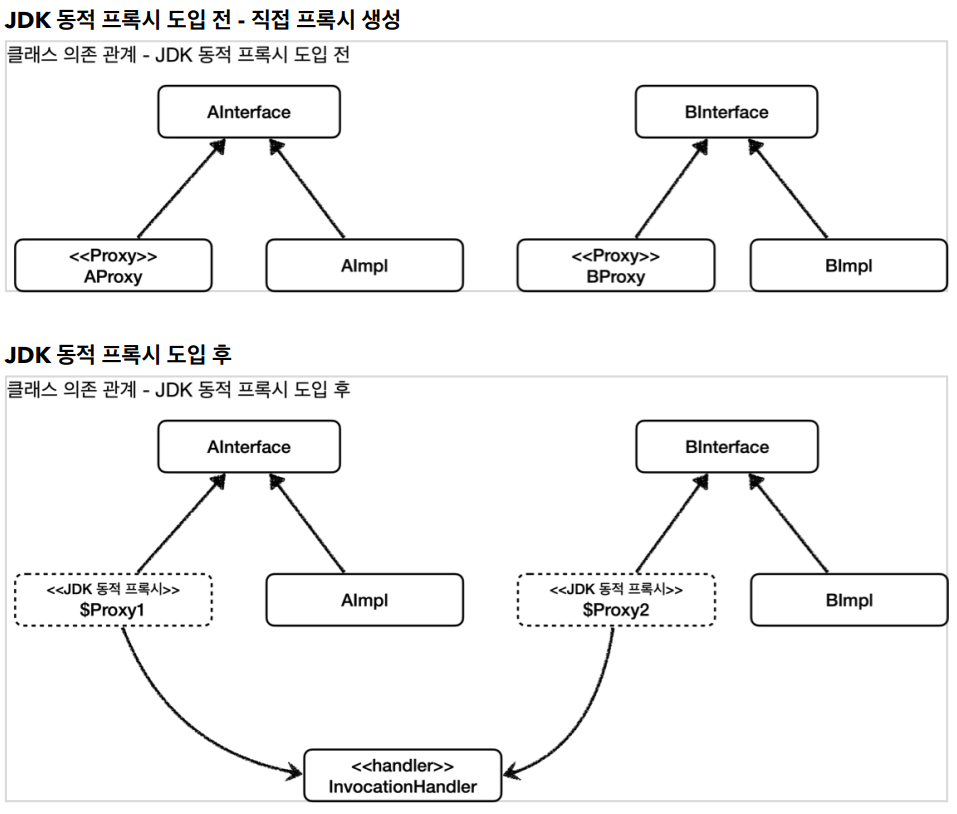 JDK 동적 프록시 도입 전 - 직접 프록시 생성
클래스 의존 관계 - JDK 동적 프록시 도입 전
AInterface
BInterface
<<Proxy>>
AProxy
AImpl
<<Proxy>>
BProxy
BImpl
JDK 동적 프록시 도입 후
클래스 의존 관계 - JDK 동적 프록시 도입 후
AInterface
BInterface
<<JDK 동적 프록시>>
$Proxy1
AImpl
<<JDK 동적 프록시>>
$Proxy2
BImpl
<<handler>>
InvocationHandler